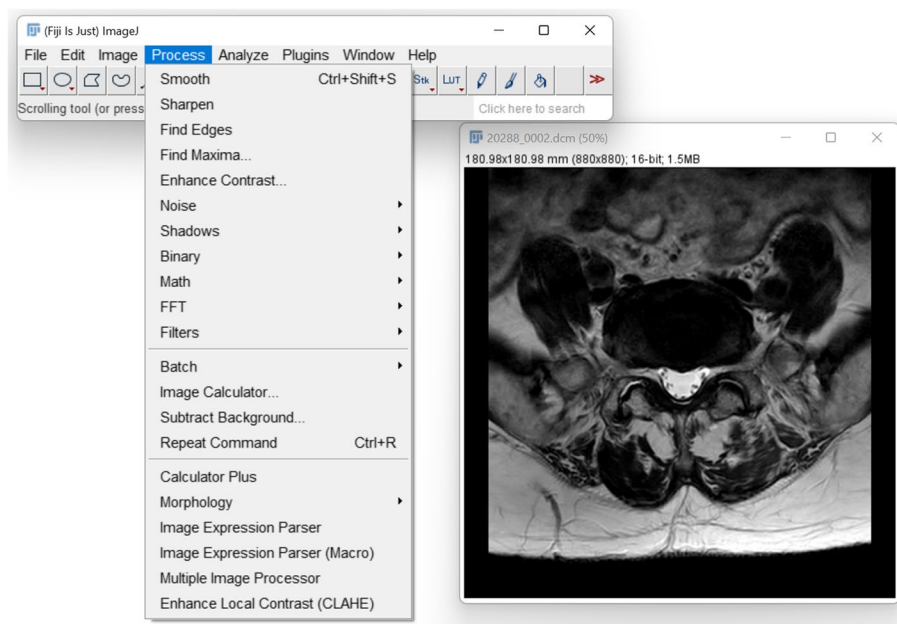 (Fiji Is Just) ImageJ
File Edit Image Process Analyze Plugins Window Help
Stk LUT
Scrolling tool (or press
Click here to search
Smooth Ctrl+Shift+S
Sharpen
Find Edges
Find Maxima...
Enhance Contrast...
Noise
Shadows
Binary
Math
FFT
Filters
Batch
Image Calculator...
Subtract Background...
Repeat Command Ctrl+R
Calculator Plus
Morphology
Image Expression Parser
Image Expression Parser (Macro)
Multiple Image Processor
Enhance Local Contrast (CLAHE)
20288_0002.dcm (50%)
180.98x180.98 mm (880x880); 16-bit; 1.5MB